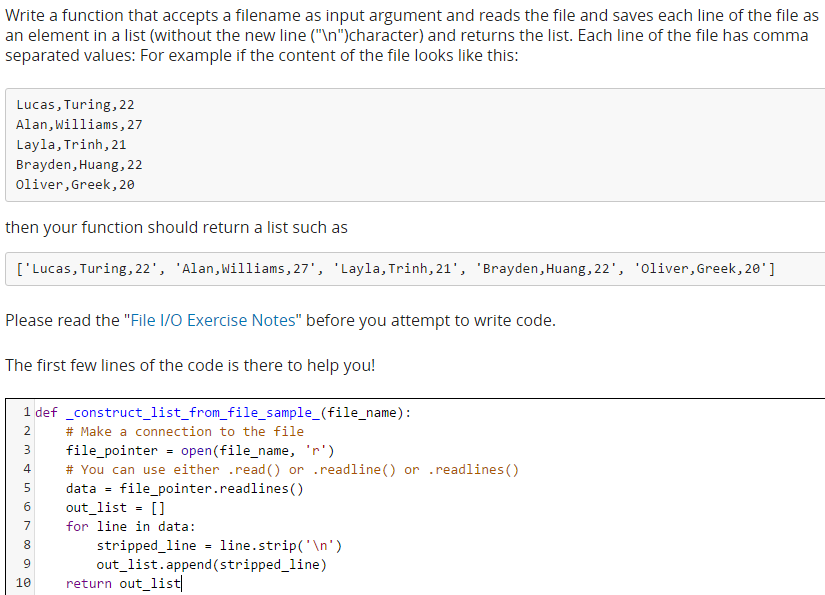 Write a function that accepts a filename as input argument and reads the file and saves each line of the file as
an element in a list (without the new line ("\n")character) and returns the list. Each line of the file has comma
separated values: For example if the content of the file looks like this:
Lucas,Turing,22
Alan,Williams,27
Layla,Trinh,21
Brayden,Huang,22
Oliver,Greek,20
then your function should return a list such as
['Lucas,Turing,22', 'Alan,Williams,27', 'Layla,Trinh,21', 'Brayden,Huang,22', 'Oliver,Greek,20']
Please read the "File I/O Exercise Notes" before you attempt to write code.
The first few lines of the code is there to help you!
1 def _construct_list_from_file_sample_(file_name):
2     # Make a connection to the file
3     file_pointer = open(file_name, 'r')
4     # You can use either .read() or .readline() or .readlines()
5     data = file_pointer.readlines()
6     out_list = []
7     for line in data:
8         stripped_line = line.strip('\n')
9         out_list.append(stripped_line)
10     return out_list